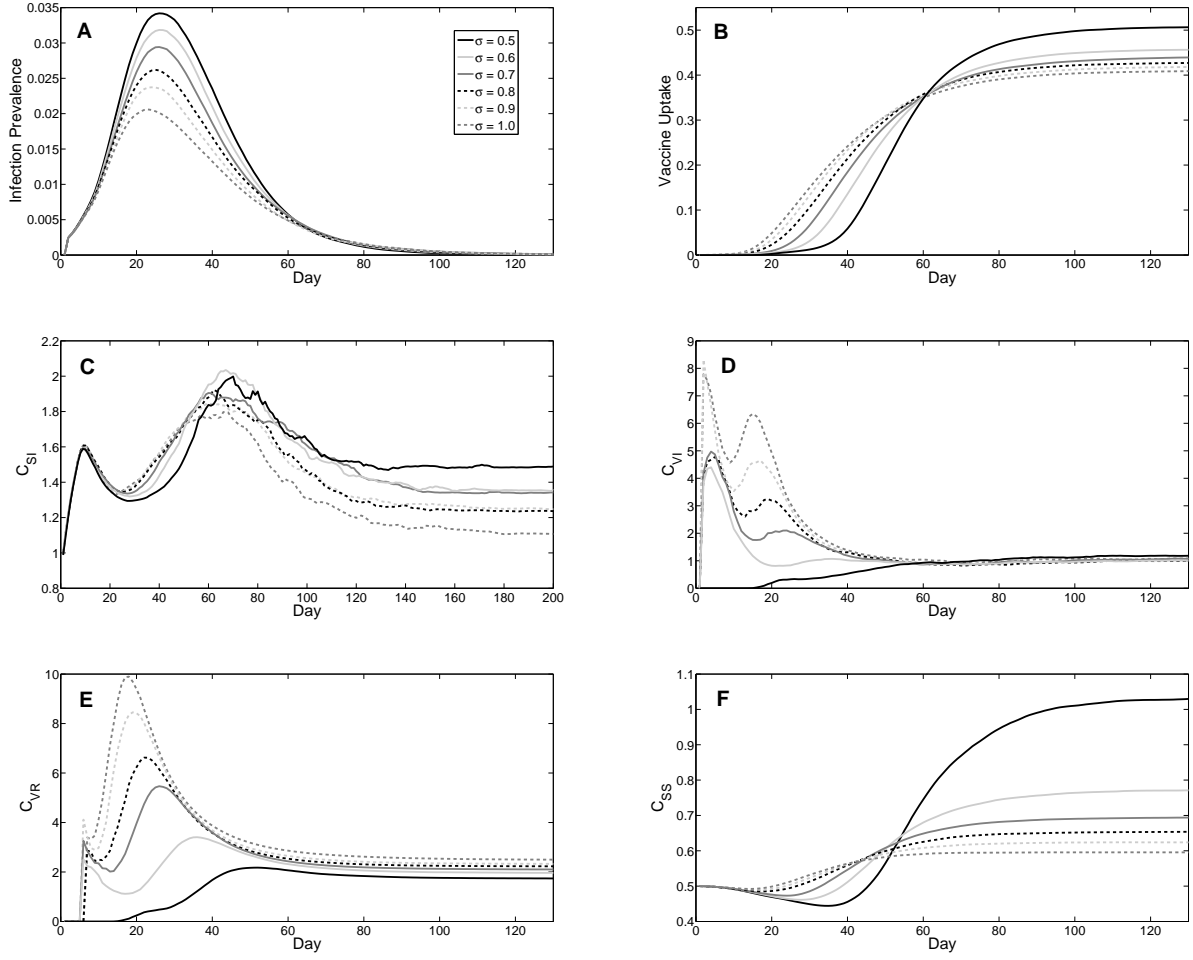 A
Infection Prevalence
0.035
0.03
0.025
0.02
0.015
0.01
0.005
0
σ = 0.5
σ = 0.6
σ = 0.7
σ = 0.8
σ = 0.9
σ = 1.0
0 20 40 60 80 100 120
Day
B
Vaccine Uptake
0.5
0.4
0.3
0.2
0.1
0
0 20 40 60 80 100 120
Day
C
C_SI
2.2
2
1.8
1.6
1.4
1.2
1
0.8
0 20 40 60 80 20 40 60 80 100 120 140 160 180 200
Day
D
C_VI
9
8
7
6
5
4
3
2
1
0
0 20 40 60 80 100 120
Day
E
C_VR
10
8
6
4
2
0
0 20 40 60 80 100 120
Day
F
C_SS
1.1
1
0.9
0.8
0.7
0.6
0.5
0.4
0 20 40 60 80 100 120
Day